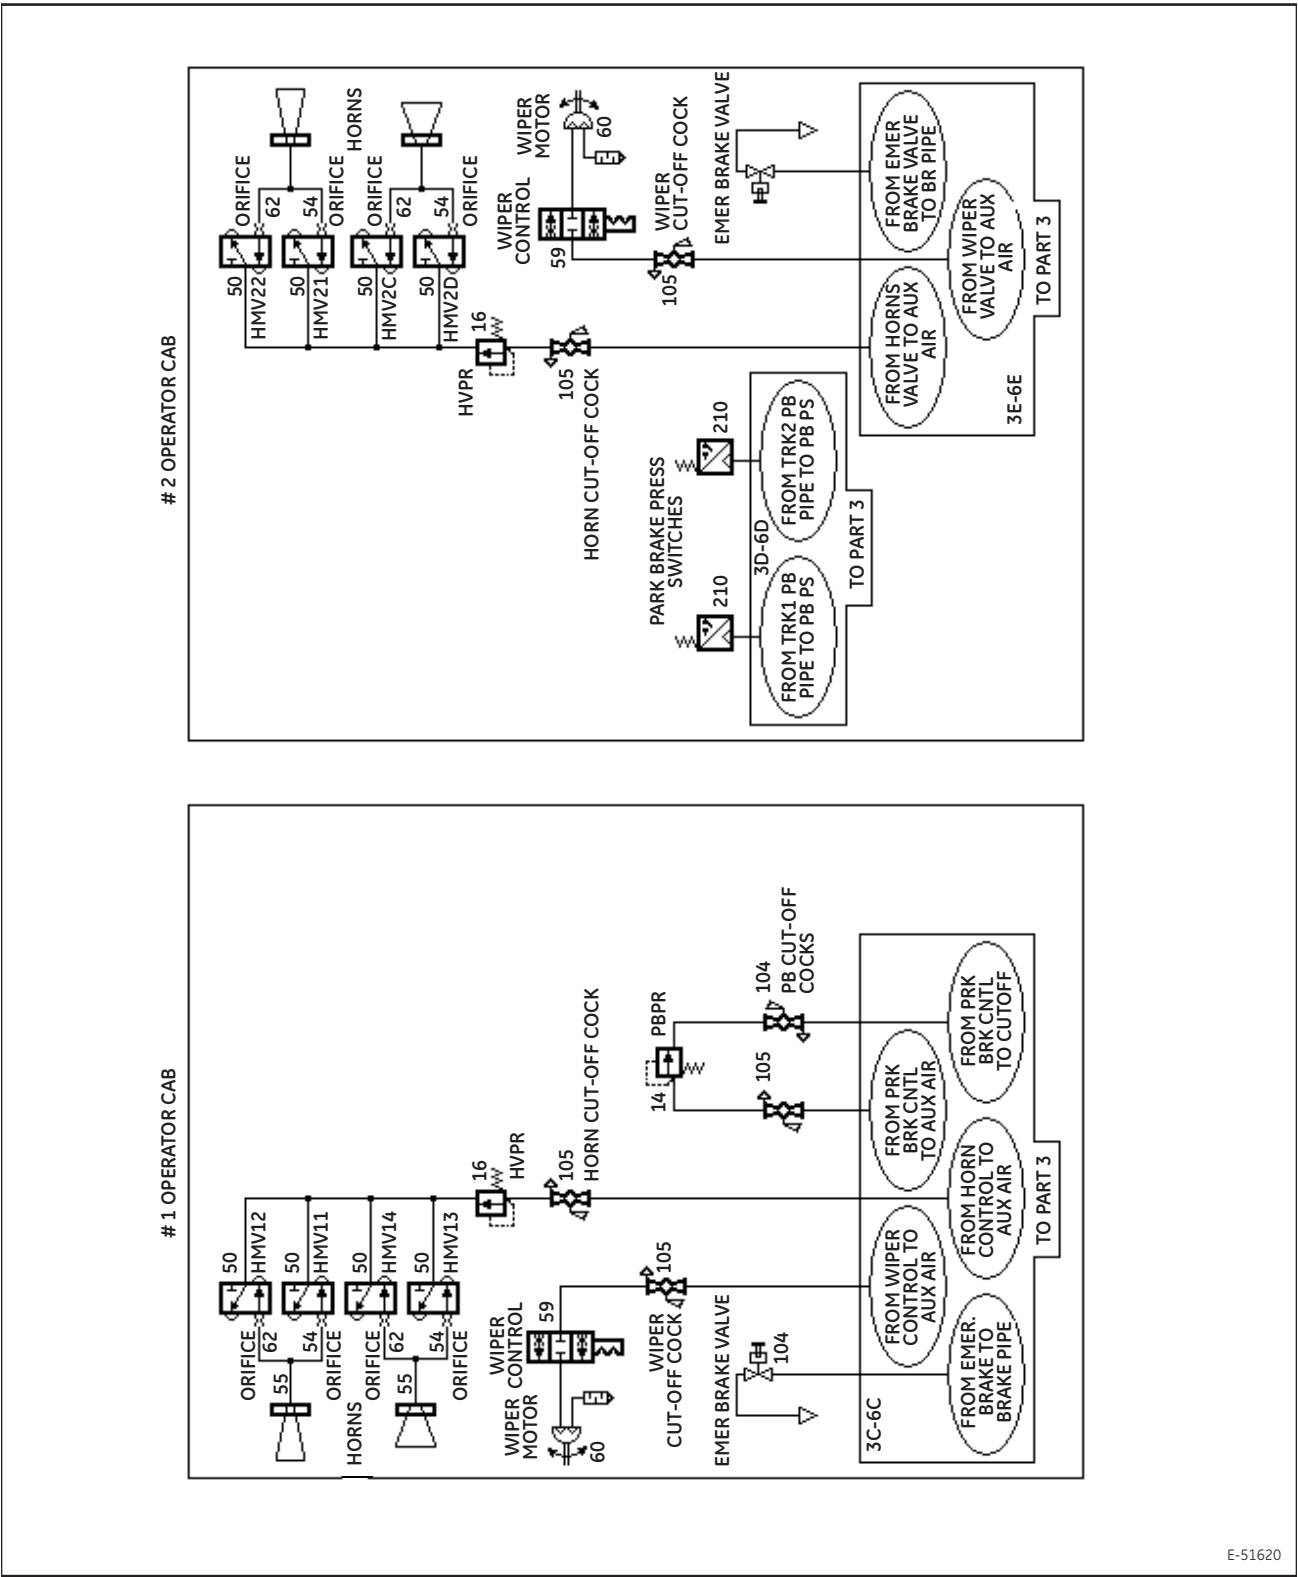 # 1 OPERATOR CAB
HORNS
55
55
ORIFICE
62
54
ORIFICE
ORIFICE
62
54
ORIFICE
50
HMV12
50
HMV11
50
HMV14
50
HMV13
16
HVPR
105
HORN CUT-OFF COCK
WIPER
MOTOR
60
WIPER
CONTROL
59
WIPER
CUT-OFF COCK
105
EMER BRAKE VALVE
104
14
PBPR
105
104
PB CUT-OFF
COCKS
3C-6C
FROM EMER.
BRAKE TO
BRAKE PIPE
FROM WIPER
CONTROL TO
AUX AIR
FROM HORN
CONTROL TO
AUX AIR
FROM PRK
BRK CNTL
TO AUX AIR
FROM PRK
BRK CNTL
TO CUTOFF
TO PART 3
# 2 OPERATOR CAB
50
HMV22
50
HMV21
50
HMV2C
50
HMV2D
ORIFICE
62
54
ORIFICE
ORIFICE
62
54
ORIFICE
HORNS
HVPR
16
105
HORN CUT-OFF COCK
WIPER
CONTROL
59
WIPER
MOTOR
60
WIPER
CUT-OFF COCK
105
EMER BRAKE VALVE
PARK BRAKE PRESS
SWITCHES
210
210
3D-6D
FROM TRK1 PB
PIPE TO PB PS
FROM TRK2 PB
PIPE TO PB PS
TO PART 3
3E-6E
FROM HORNS
VALVE TO AUX
AIR
FROM WIPER
VALVE TO AUX
AIR
FROM EMER
BRAKE VALVE
TO BR PIPE
TO PART 3
E-51620